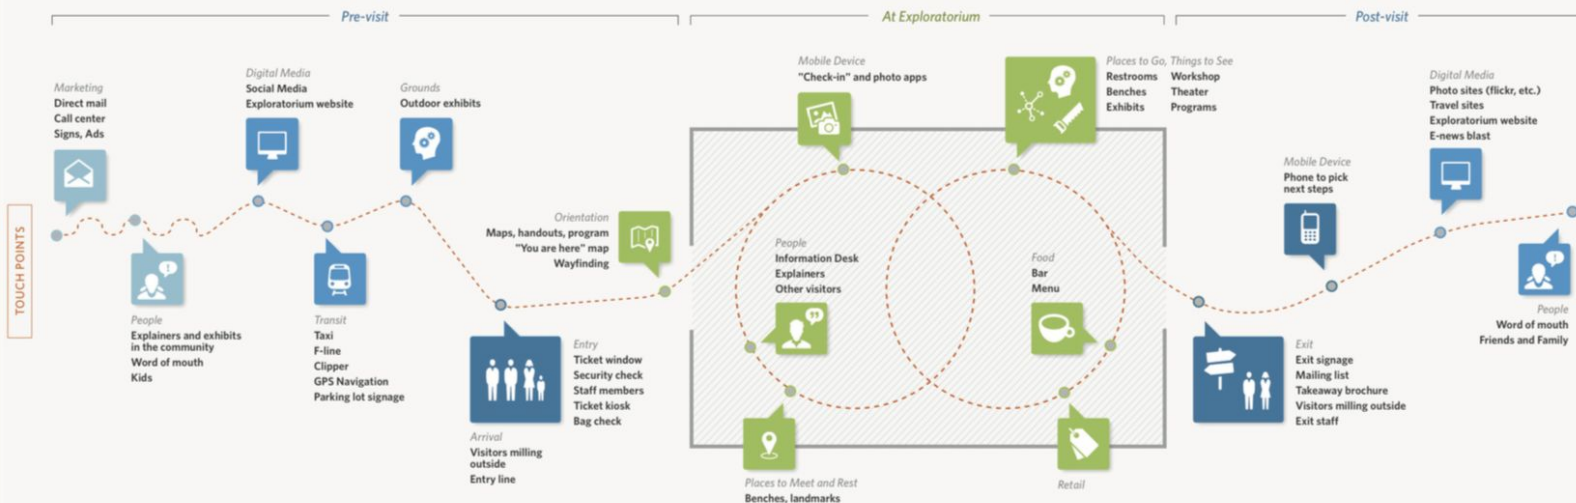 Pre-visit
At Exploratorium
Post-visit
TOUCH POINTS
Marketing
Direct mail
Call center
Signs, Ads
People
Explainers and exhibits
in the community
Word of mouth
Kids
Digital Media
Social Media
Exploratorium website
Transit
Taxi
F-line
Clipper
GPS Navigation
Parking lot signage
Grounds
Outdoor exhibits
Arrival
Visitors milling
outside
Entry line
Entry
Ticket window
Security check
Staff members
Ticket kiosk
Bag check
Orientation
Maps, handouts, program
"You are here" map
Wayfinding
Mobile Device
"Check-in" and photo apps
People
Information Desk
Explainers
Other visitors
Places to Meet and Rest
Benches, landmarks
Places to Go, Things to See
Restrooms Workshop
Benches Theater
Exhibits Programs
Food
Bar
Menu
Retail
Exit
Exit signage
Mailing list
Takeaway brochure
Visitors milling outside
Exit staff
Mobile Device
Phone to pick
next steps
Digital Media
Photo sites (flickr, etc.)
Travel sites
Exploratorium website
E-news blast
People
Word of mouth
Friends and Family